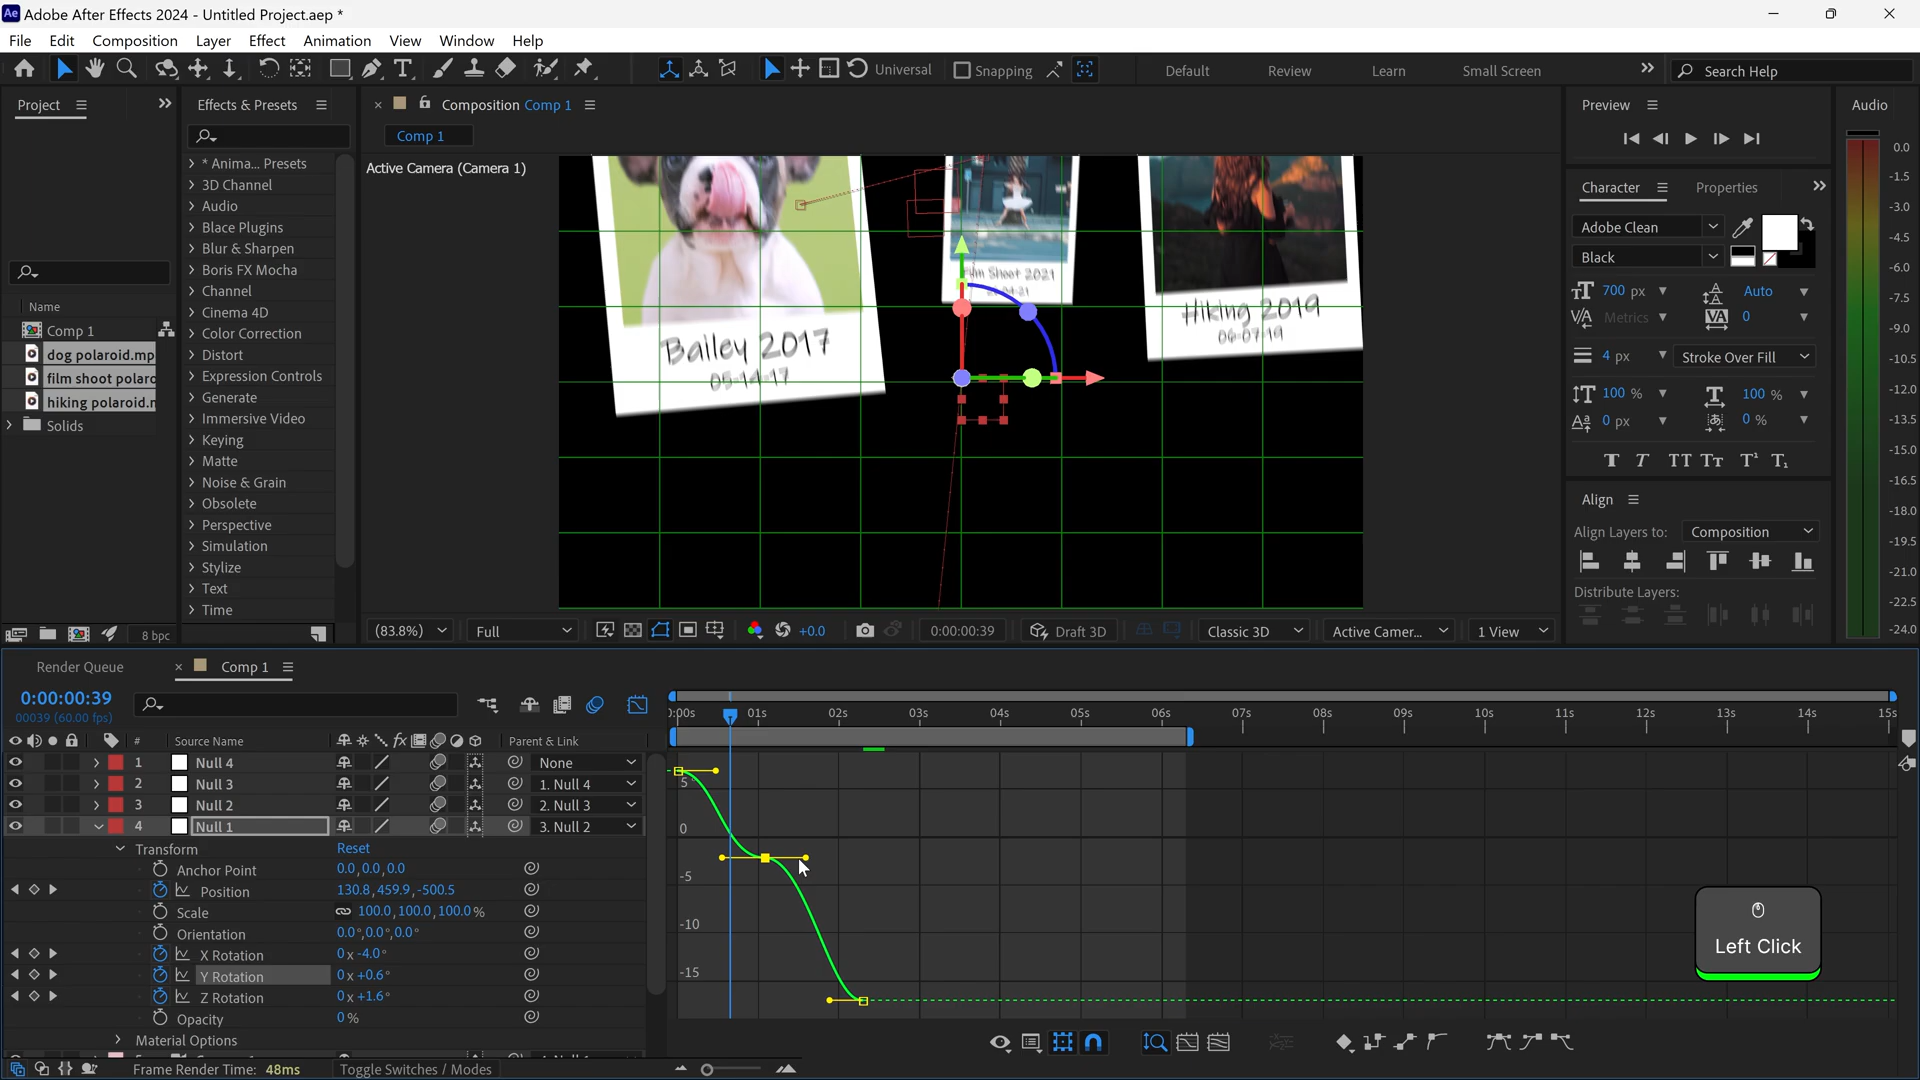 Adobe After Effects 2024 - Untitled Project.aep *
File Edit Composition Layer Effect Animation View Window Help
Universal Snapping Default Review Learn Small Screen Search Help
Project Effects & Presets Composition Comp 1 Preview Audio
Comp 1
Active Camera (Camera 1)
* Anima... Presets
3D Channel
Audio
Blace Plugins
Blur & Sharpen
Boris FX Mocha
Channel
Cinema 4D
Color Correction
Distort
Expression Controls
Generate
Immersive Video
Keying
Matte
Noise & Grain
Obsolete
Perspective
Simulation
Stylize
Text
Time
Name
Comp 1
dog polaroid.mp
film shoot polaro
hiking polaroid.m
Solids
8 bpc
Bailey 2017
05-14-17
Film Shoot 2021
Hiking 2019
06-07-19
(83.8%) Full +0.0 0:00:00:39 Draft 3D Classic 3D Active Camer... 1 View
Character Properties
Adobe Clean
Black
700 px Auto
Metrics 0
4 px Stroke Over Fill
100 % 100 %
0 px 0 %
T T TT Tt T¹ T₁
Align
Align Layers to: Composition
Distribute Layers:
0.0
-1.5
-3.0
-4.5
-6.0
-7.5
-9.0
-10.5
-12.0
-13.5
-15.0
-16.5
-18.0
-19.5
-21.0
-22.5
-24.0
Render Queue Comp 1
0:00:00:39
00039 (60.00 fps)
# Source Name Parent & Link
1 Null 4 None
2 Null 3 1. Null 4
3 Null 2 2. Null 3
4 Null 1 3. Null 2
Transform Reset
Anchor Point 0.0,0.0,0.0
Position 130.8,459.9,-500.5
Scale 100.0,100.0,100.0%
Orientation 0.0°,0.0°,0.0°
X Rotation 0x-4.0°
Y Rotation 0x+0.6°
Z Rotation 0x+1.6°
Opacity 0%
Material Options
Frame Render Time: 48ms Toggle Switches / Modes
):00s 01s 02s 03s 04s 05s 06s 07s 08s 09s 10s 11s 12s 13s 14s 15s
5
0
-5
-10
-15
Left Click